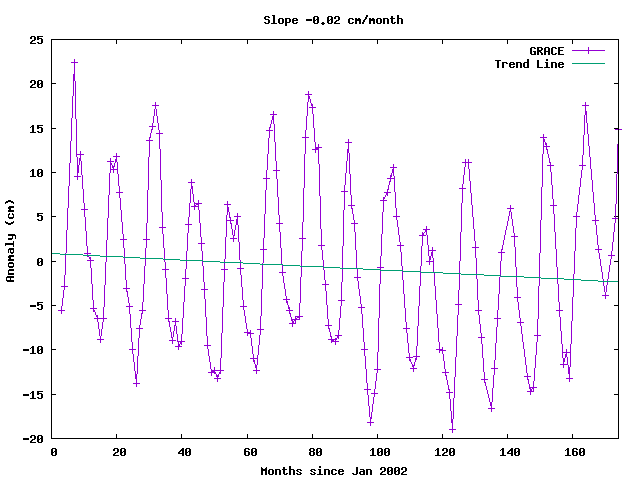 Slope -0.02 cm/month
GRACE
Trend Line
25
20
15
10
5
0
-5
-10
-15
-20
Anomaly (cm)
0 20 40 60 80 100 120 140 160
Months since Jan 2002